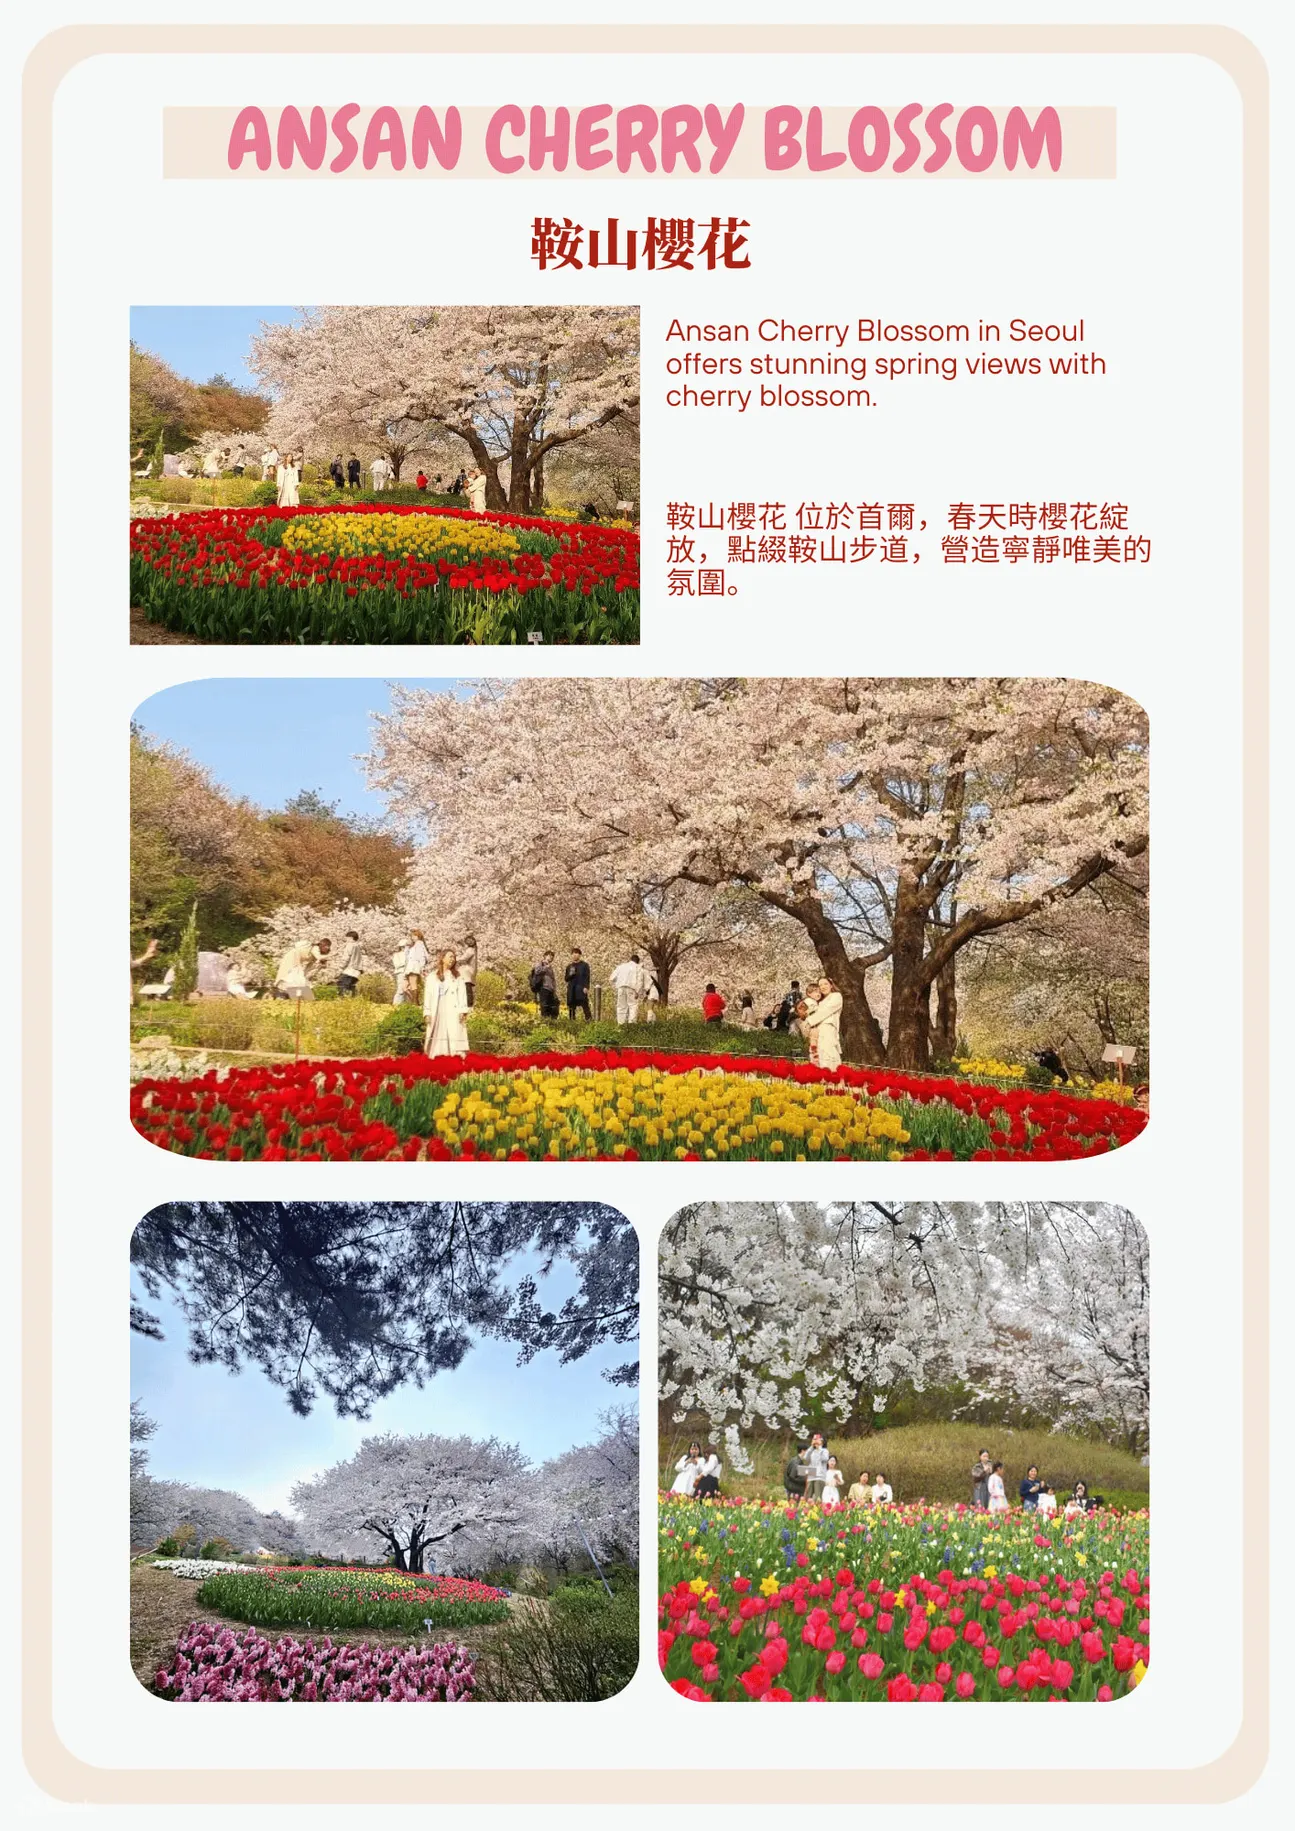 ANSAN CHERRY BLOSSOM
鞍山櫻花
Ansan Cherry Blossom in Seoul
offers stunning spring views with
cherry blossom.
鞍山櫻花 位於首爾，春天時櫻花綻
放，點綴鞍山步道，營造寧靜唯美的
氛圍。